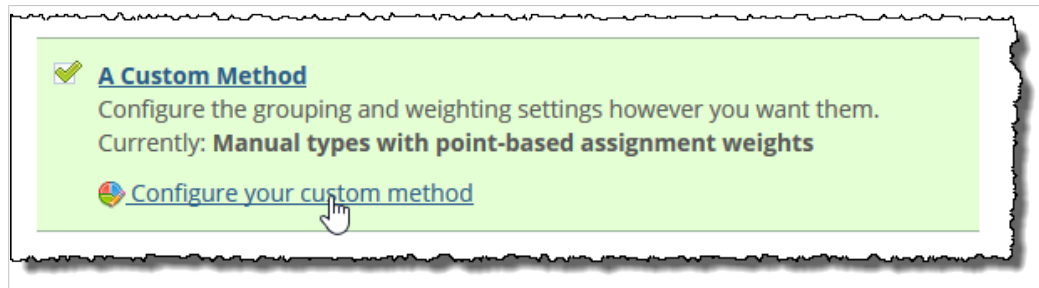 A Custom Method
Configure the grouping and weighting settings however you want them.
Currently: Manual types with point-based assignment weights
Configure your custom method